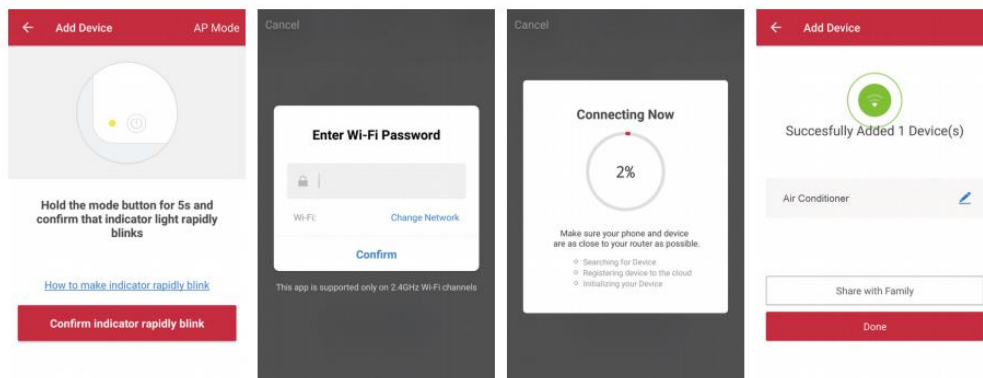 Add Device
AP Mode
Hold the mode button for 5s and
confirm that indicator light rapidly
blinks
How to make indicator rapidly blink
Confirm indicator rapidly blink
Cancel
Enter Wi-Fi Password
Wi-Fi:
Change Network
Confirm
This app is supported only on 2.4GHz Wi-Fi channels
Cancel
Connecting Now
2%
Make sure your phone and device
are as close to your router as possible.
Searching for Device
Registering device to the cloud
Initializing your Device
Add Device
Succesfully Added 1 Device(s)
Air Conditioner
Share with Family
Done